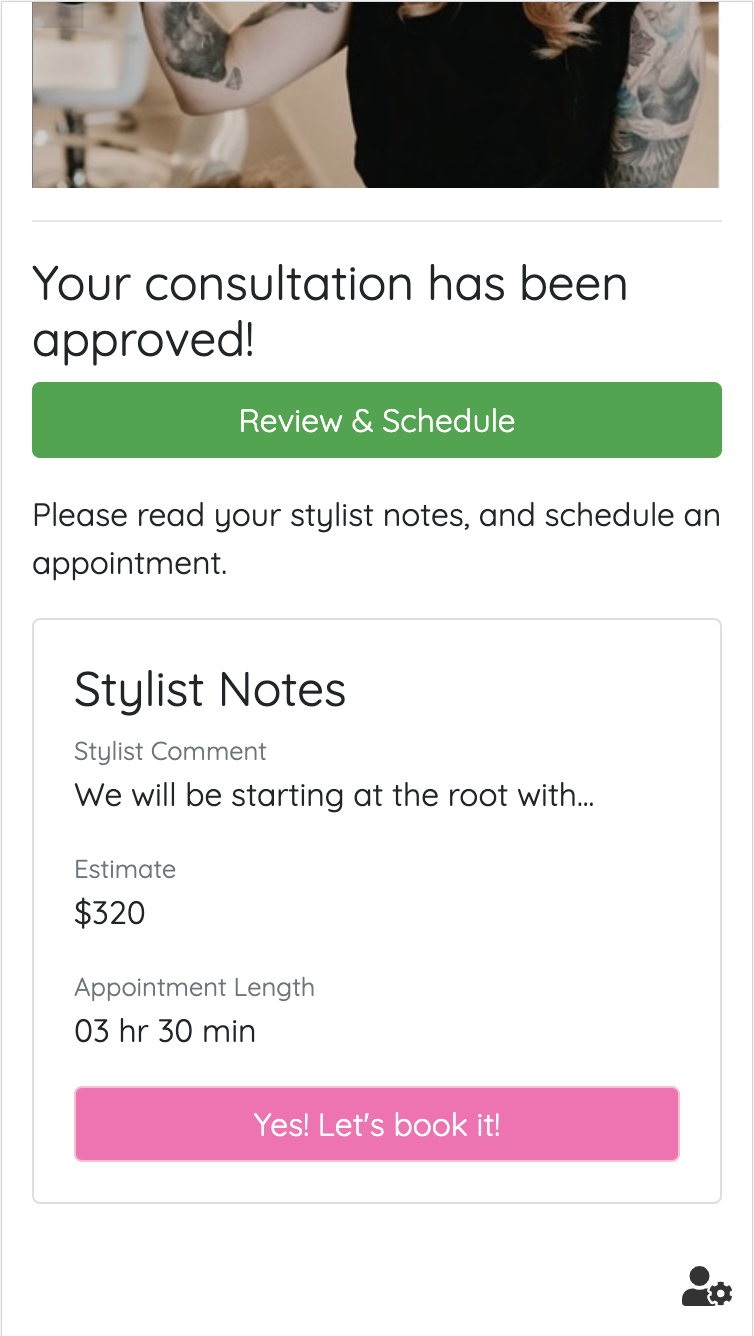 Your consultation has been
approved!
Review & Schedule
Please read your stylist notes, and schedule an
appointment.
Stylist Notes
Stylist Comment
We will be starting at the root with...
Estimate
$320
Appointment Length
03 hr 30 min
Yes! Let's book it!